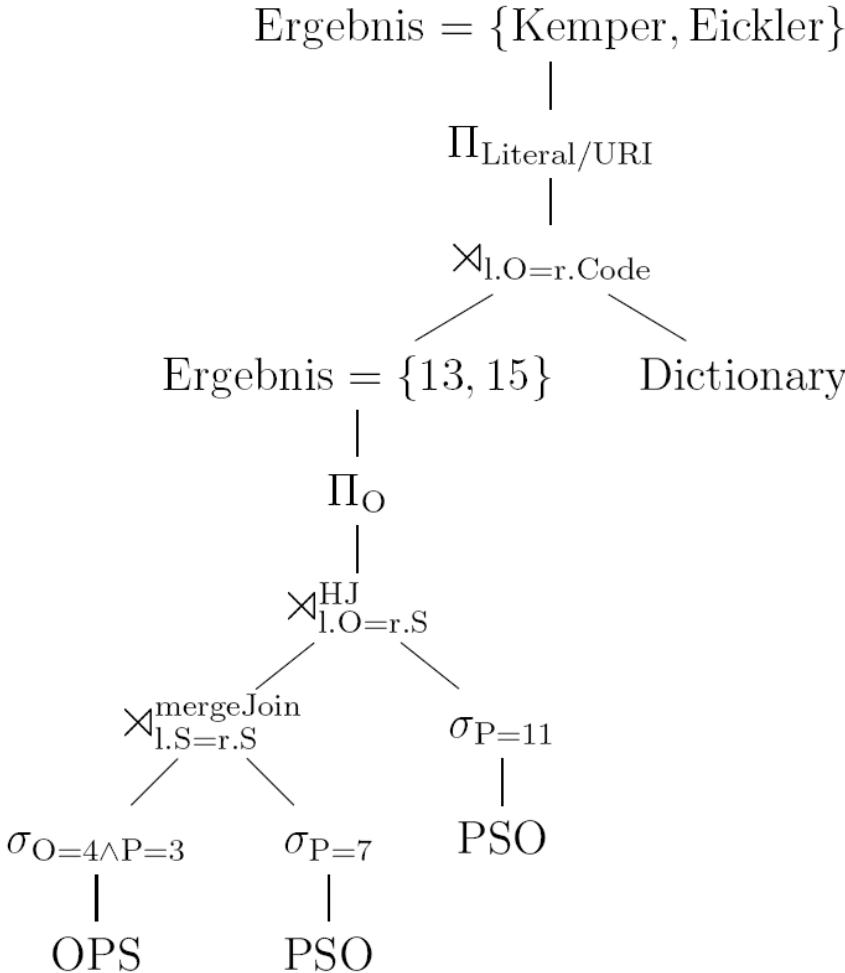 Ergebnis = {Kemper, Eickler}
Π_Literal/URI
⋊_l.O=r.Code
Ergebnis = {13, 15} Dictionary
Π_O
⋊^HJ_l.O=r.S
⋊^mergeJoin_l.S=r.S σ_P=11
σ_O=4∧P=3 σ_P=7 PSO
OPS PSO